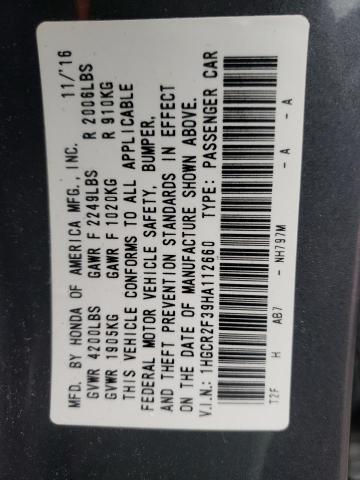 MFD. BY HONDA OF AMERICA MFG., INC. 11/'16
GVWR 4200LBS GAWR F 2249LBS R 2006LBS
GVWR 1905KG GAWR F 1020KG R 910KG
THIS VEHICLE CONFORMS TO ALL APPLICABLE
FEDERAL MOTOR VEHICLE SAFETY, BUMPER,
AND THEFT PREVENTION STANDARDS IN EFFECT
ON THE DATE OF MANUFACTURE SHOWN ABOVE.
V.I.N.: 1HGCR2F39HA112660 TYPE: PASSENGER CAR
T2F H AB7 - NH797M - A - A